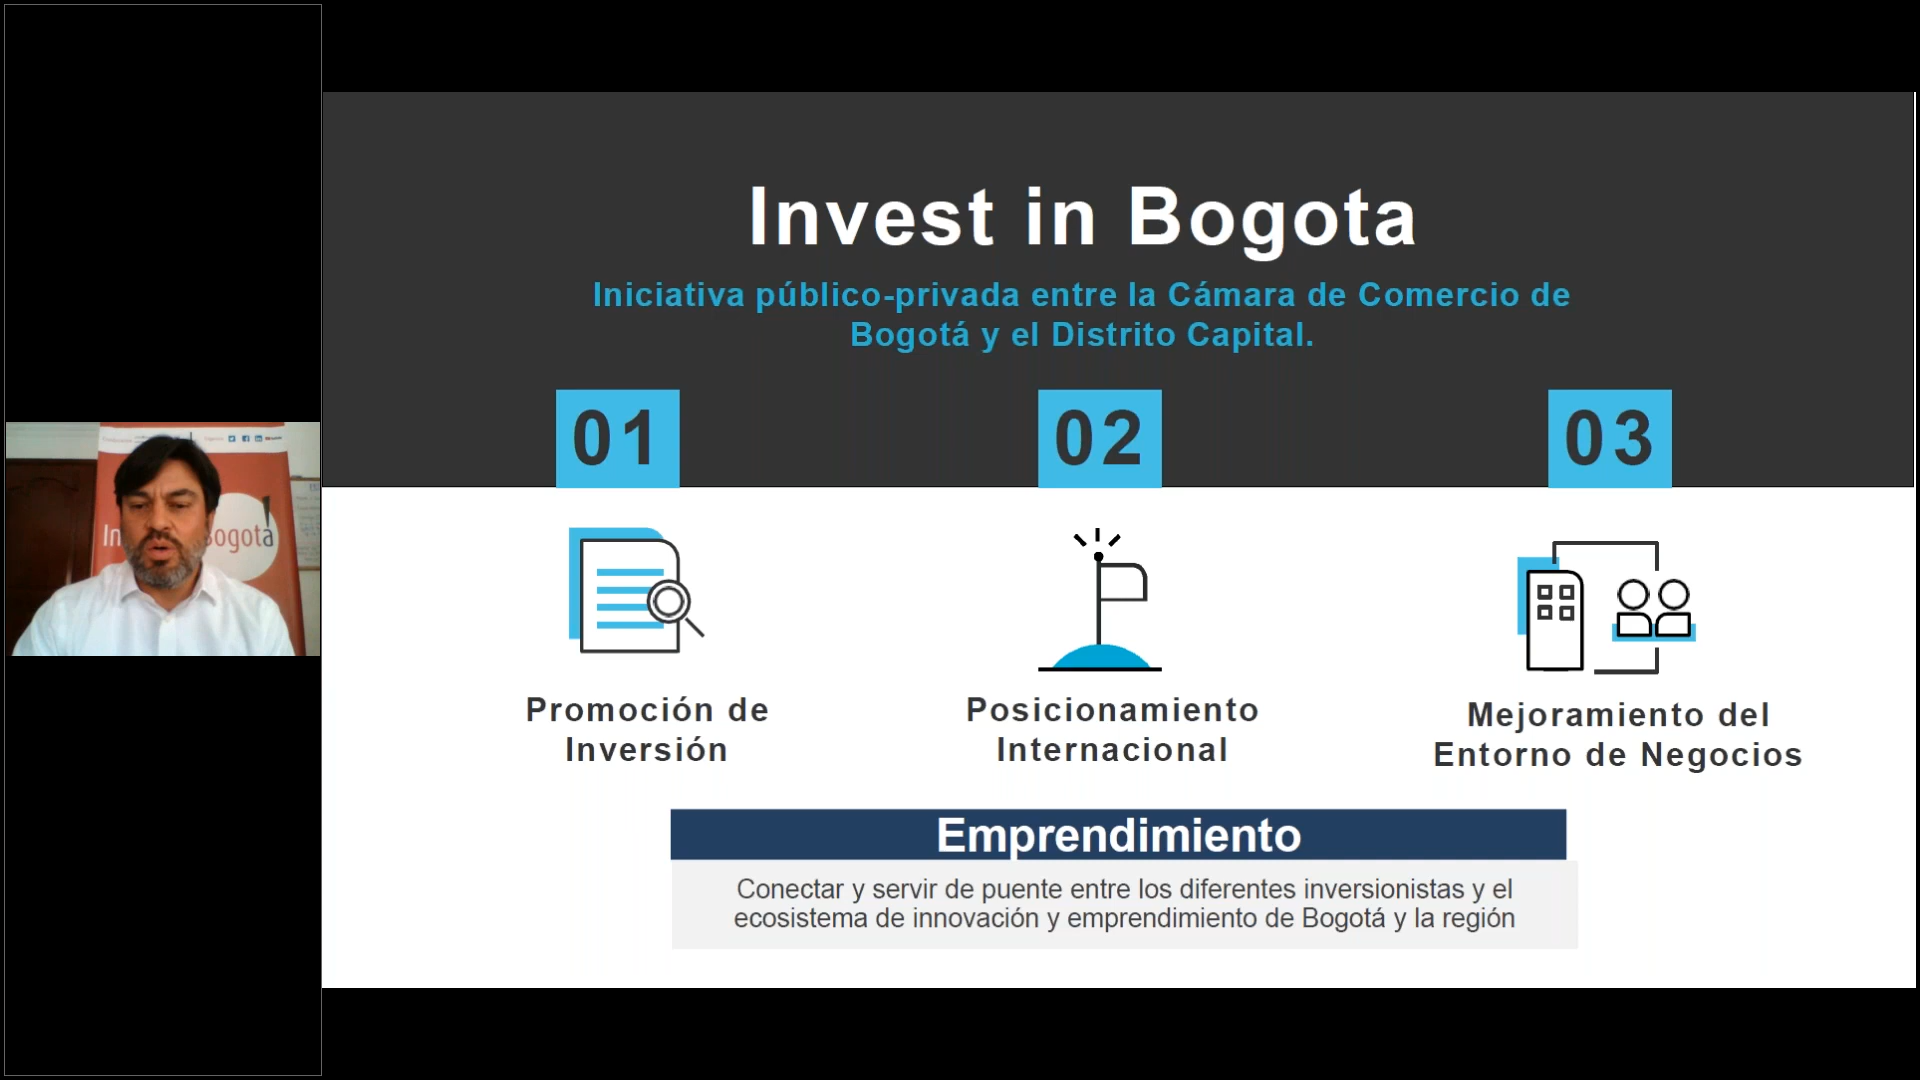 Invest in Bogota
Iniciativa público-privada entre la Cámara de Comercio de
Bogotá y el Distrito Capital.
01
02
03
Promoción de
Inversión
Posicionamiento
Internacional
Mejoramiento del
Entorno de Negocios
Emprendimiento
Conectar y servir de puente entre los diferentes inversionistas y el
ecosistema de innovación y emprendimiento de Bogotá y la región
In
ogotá